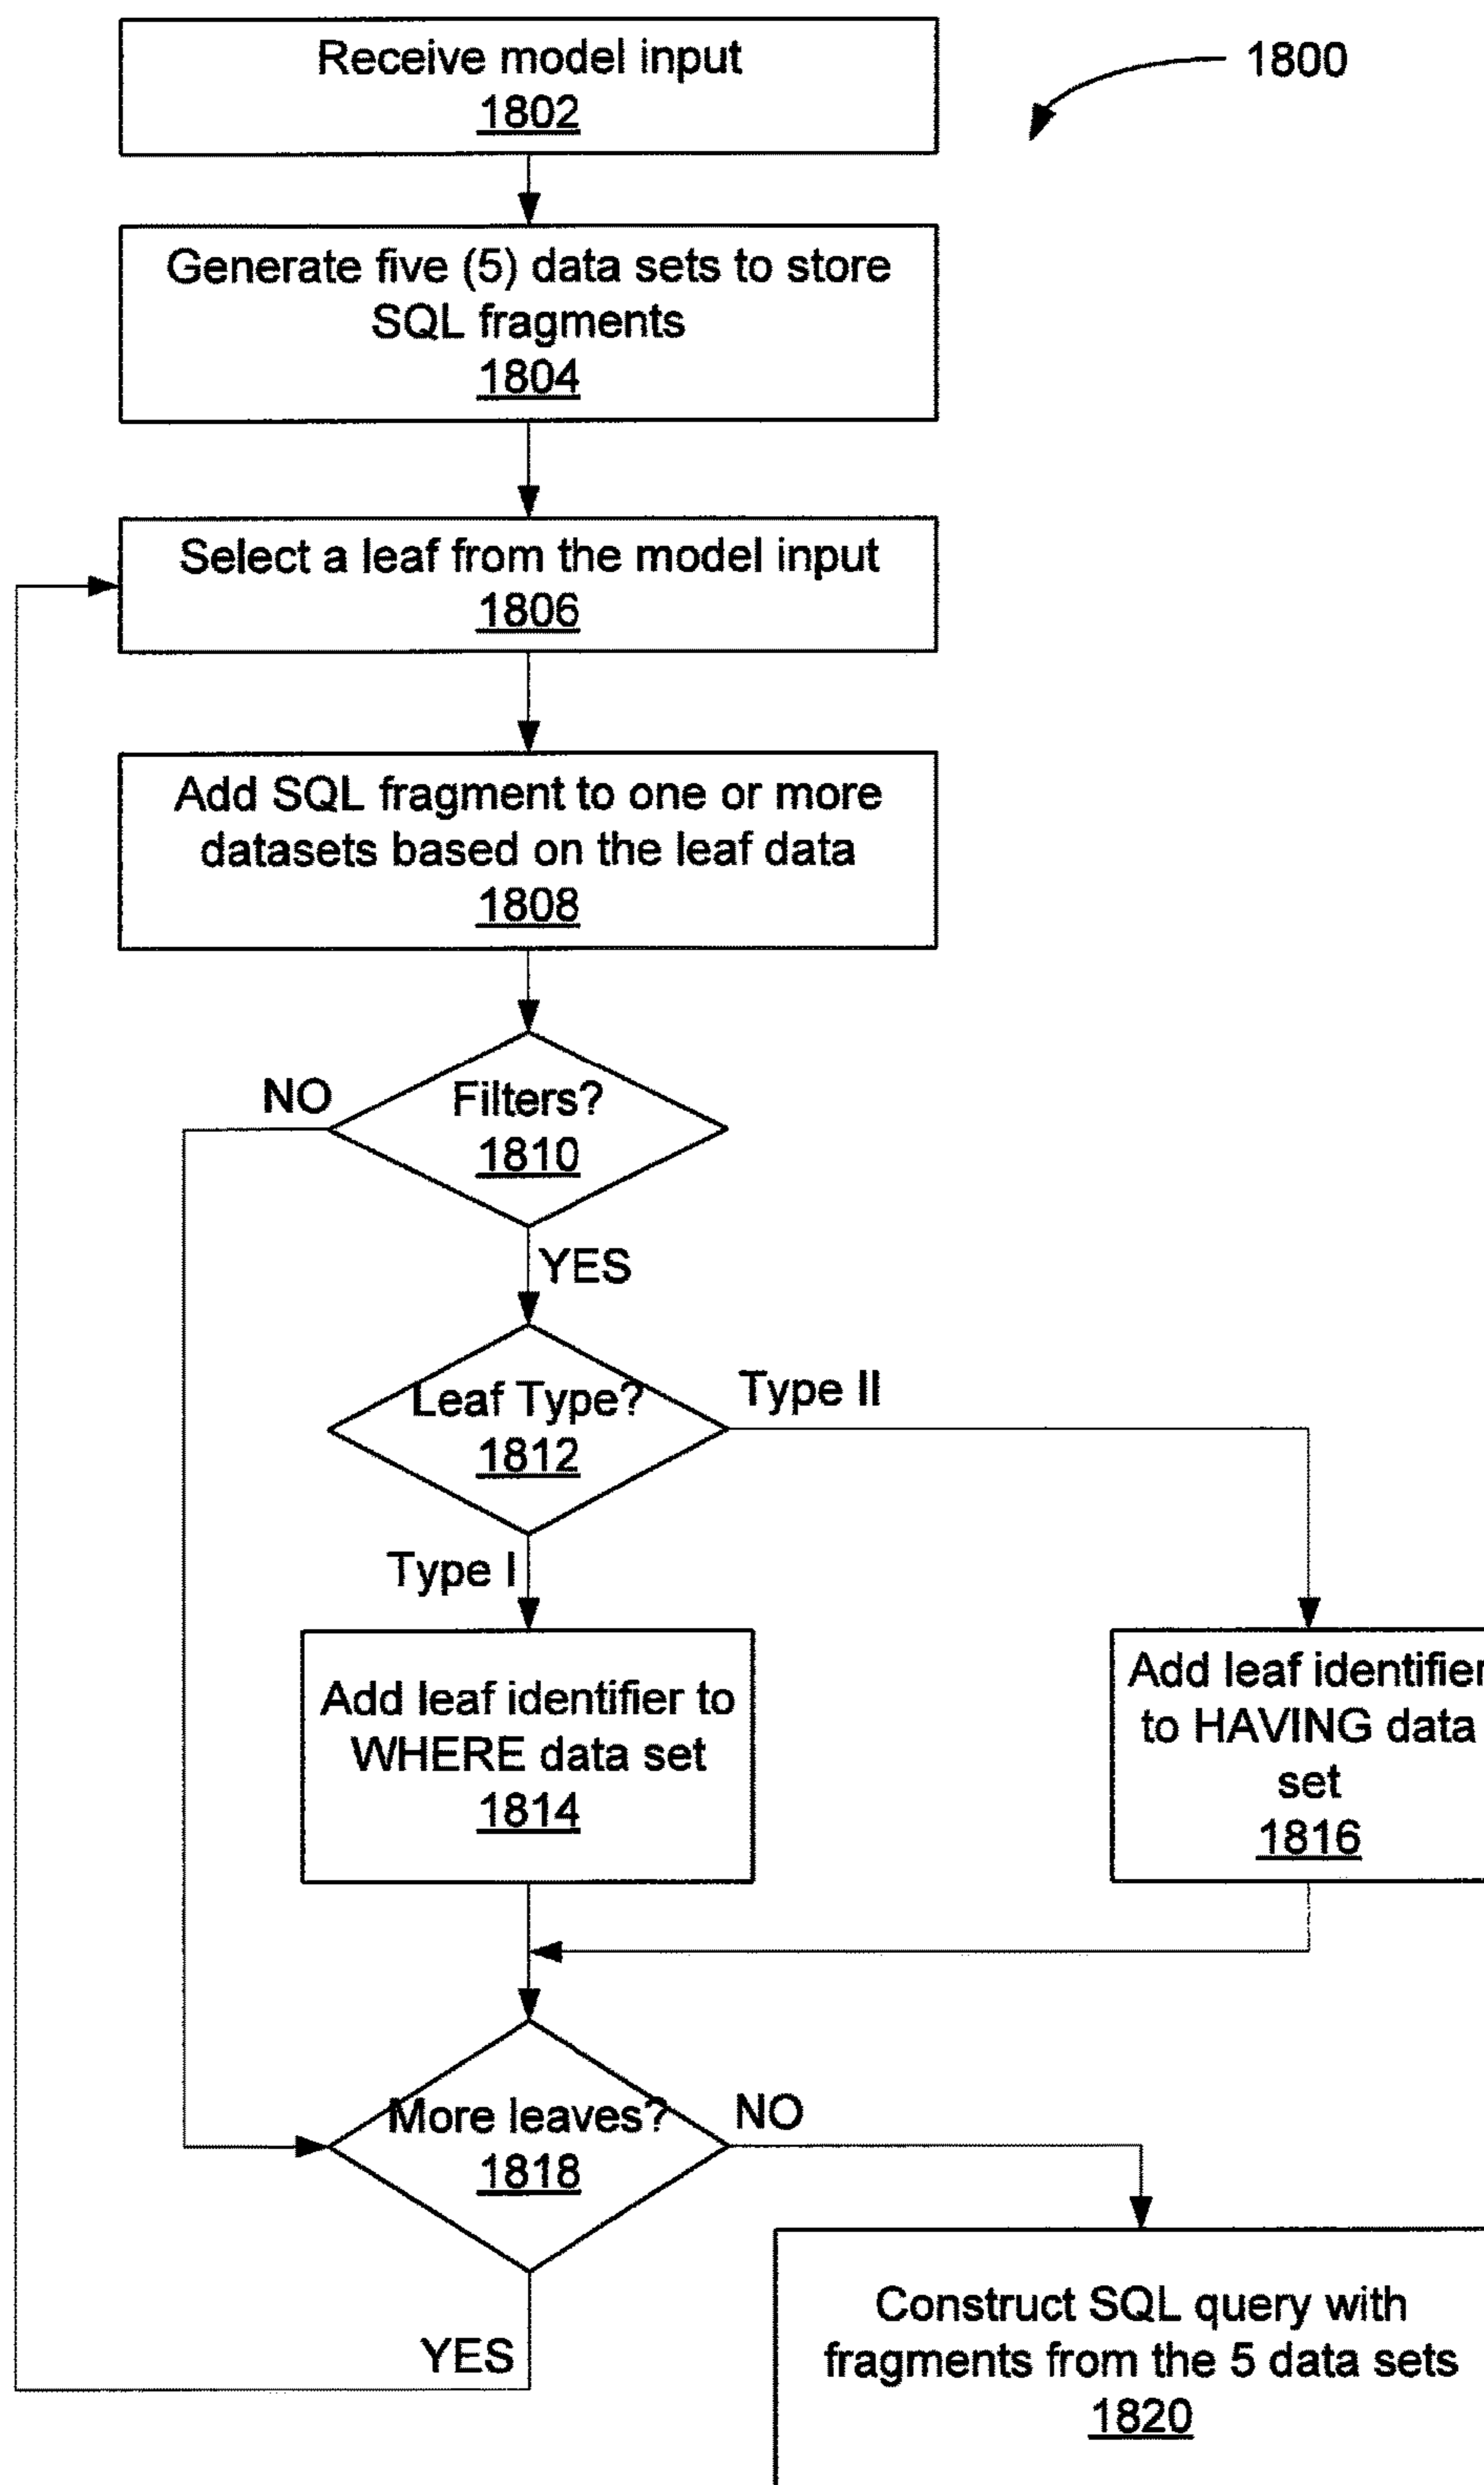 Receive model input
1802
1800
Generate five (5) data sets to store
SQL fragments
1804
Select a leaf from the model input
1806
Add SQL fragment to one or more
datasets based on the leaf data
1808
NO
Filters?
1810
YES
Leaf Type?
1812
Type II
Type I
Add leaf identifier to
WHERE data set
1814
Add leaf identifier
to HAVING data
set
1816
More leaves?
1818
NO
YES
Construct SQL query with
fragments from the 5 data sets
1820